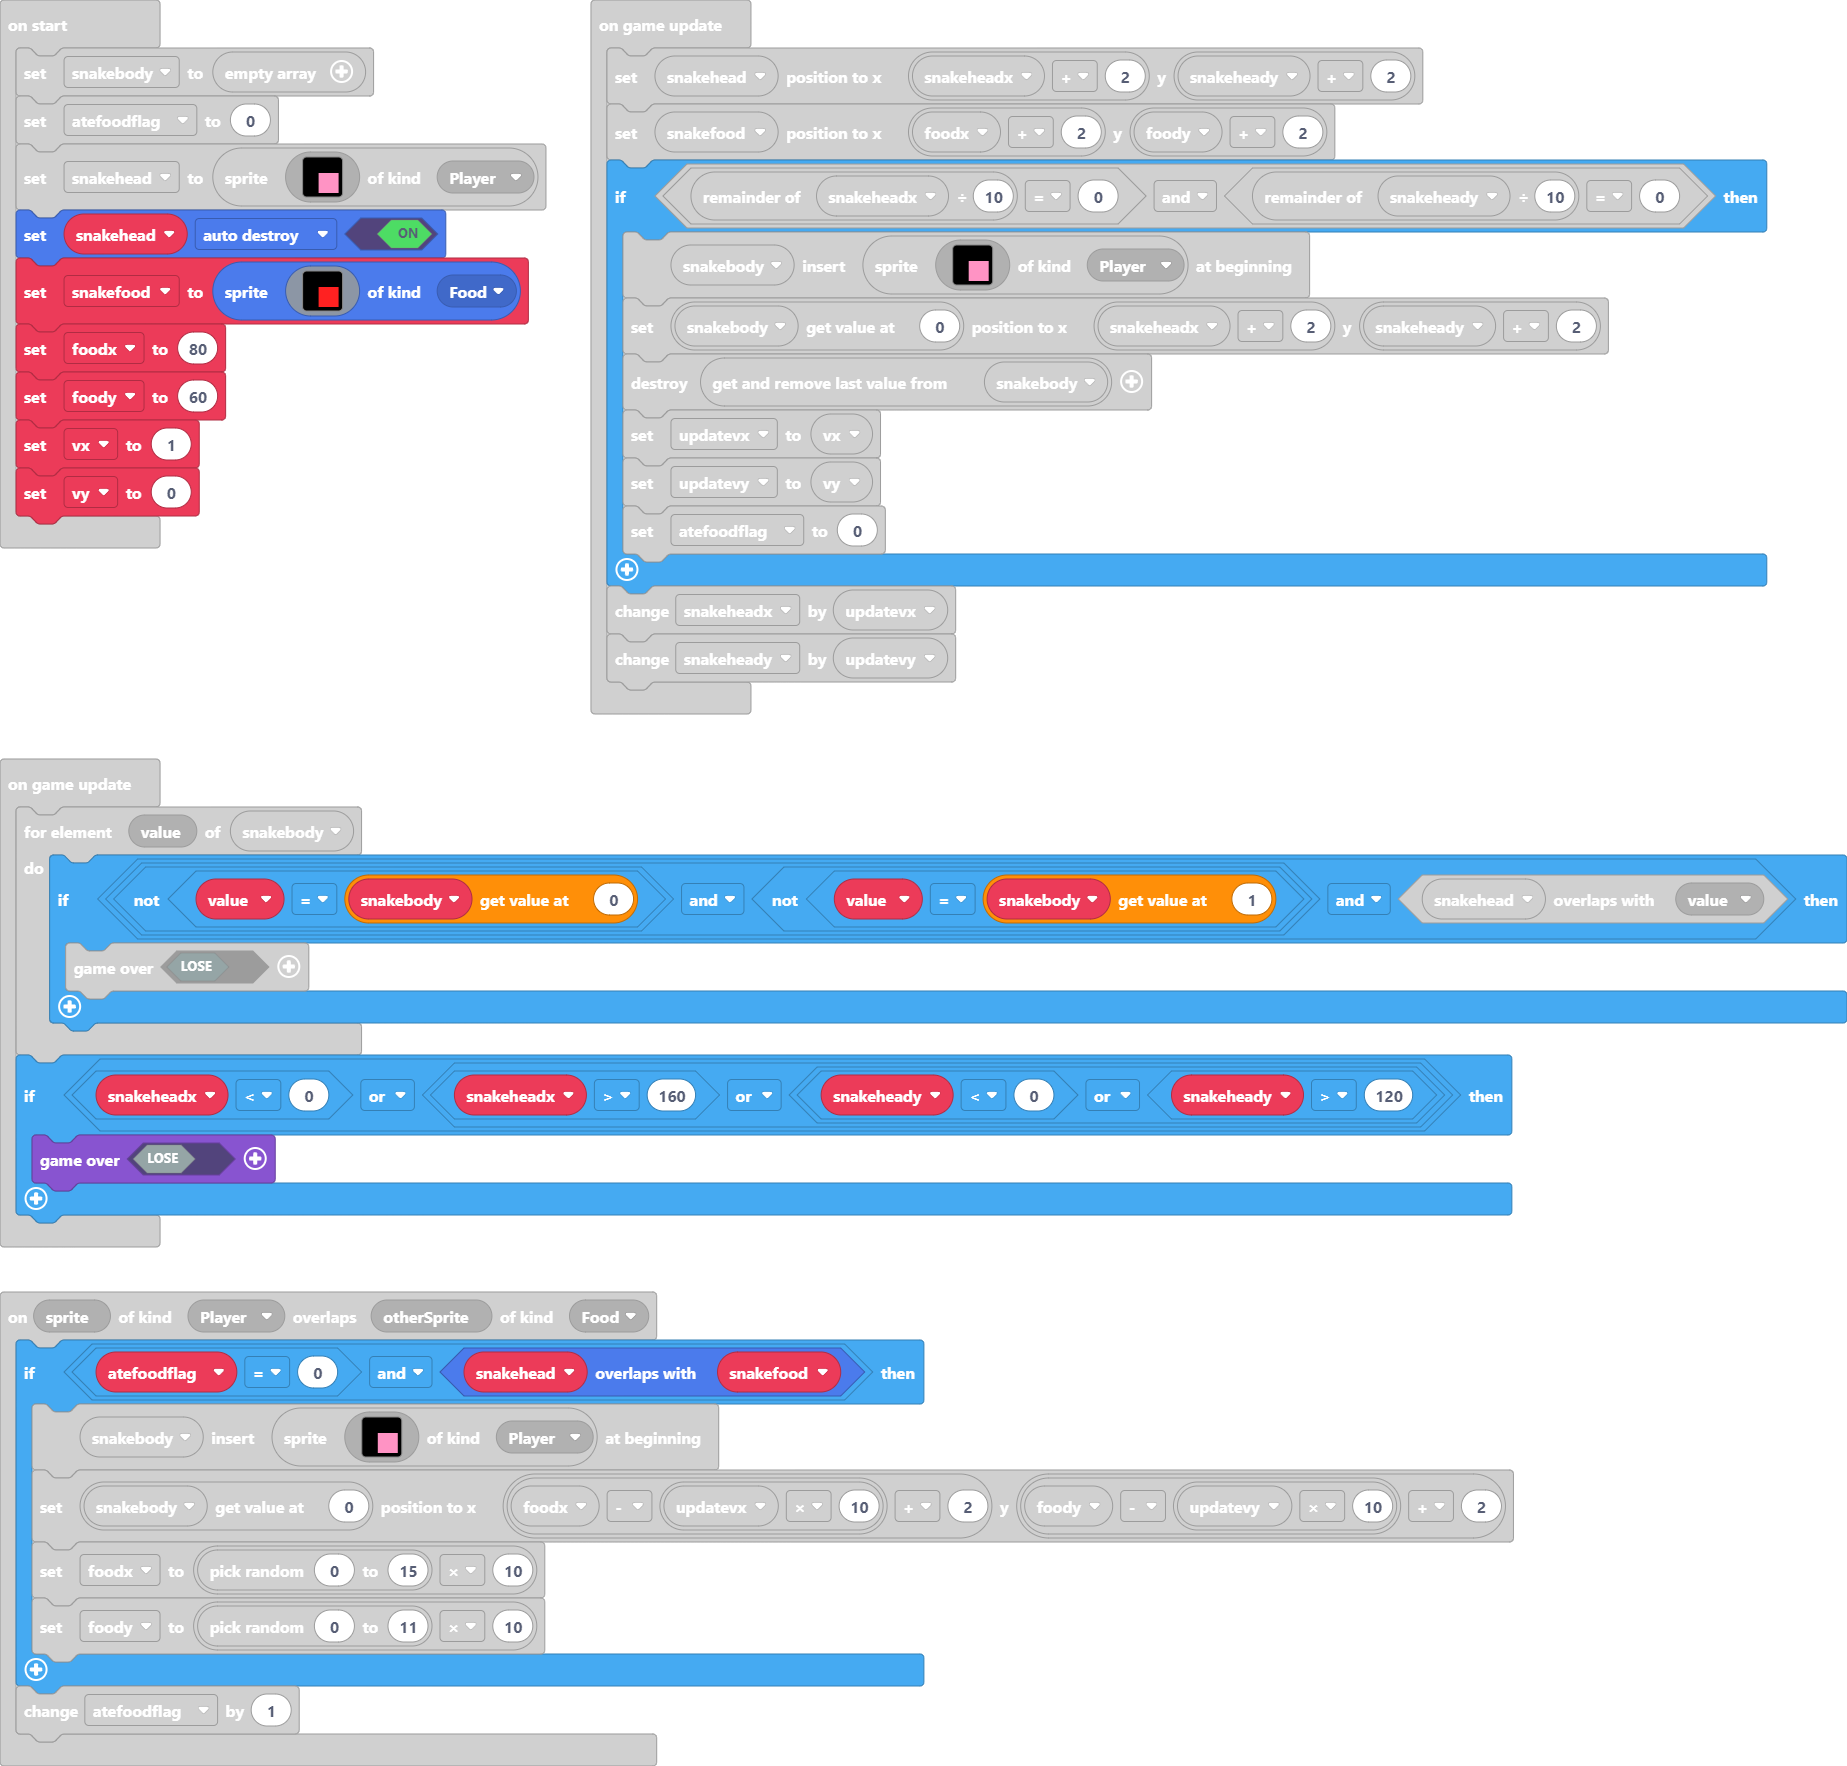 on start
set snakebody to empty array
set atefoodflag to 0
set snakehead to sprite of kind Player
set snakehead auto destroy ON
set snakefood to sprite of kind Food
set foodx to 80
set foody to 60
set vx to 1
set vy to 0
on game update
set snakehead position to x snakeheadx + 2 y snakeheady + 2
set snakefood position to x foodx + 2 y foody + 2
if remainder of snakeheadx ÷ 10 = 0 and remainder of snakeheady ÷ 10 = 0 then
snakebody insert sprite of kind Player at beginning
set snakebody get value at 0 position to x snakeheadx + 2 y snakeheady + 2
destroy get and remove last value from snakebody
set updatevx to vx
set updatevy to vy
set atefoodflag to 0
change snakeheadx by updatevx
change snakeheady by updatevy
on game update
for element value of snakebody
do
if not value = snakebody get value at 0 and not value = snakebody get value at 1 and snakehead overlaps with value then
game over LOSE
if snakeheadx < 0 or snakeheadx > 160 or snakeheady < 0 or snakeheady > 120 then
game over LOSE
on sprite of kind Player overlaps otherSprite of kind Food
if atefoodflag = 0 and snakehead overlaps with snakefood then
snakebody insert sprite of kind Player at beginning
set snakebody get value at 0 position to x foodx - updatevx × 10 + 2 y foody - updatevy × 10 + 2
set foodx to pick random 0 to 15 × 10
set foody to pick random 0 to 11 × 10
change atefoodflag by 1